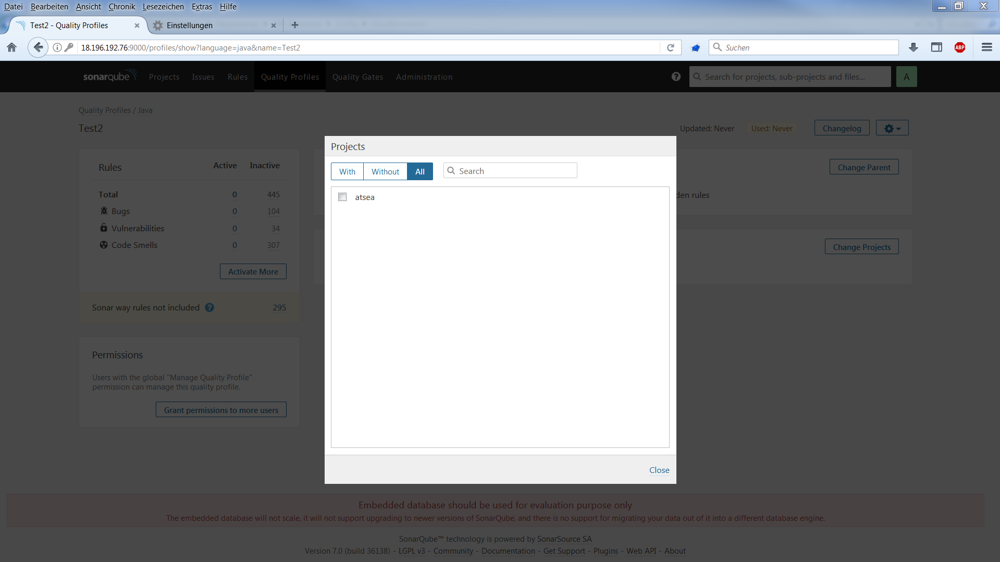 Datei Bearbeiten Ansicht Chronik Lesezeichen Extras Hilfe
Test2 - Quality Profiles Einstellungen
18.196.192.76:9000/profiles/show?language=java&name=Test2 Suchen ABP
sonarqube Projects Issues Rules Quality Profiles Quality Gates Administration Search for projects, sub-projects and files... A
Quality Profiles / Java
Test2 Updated: Never Used: Never Changelog
Projects
Rules Active Inactive Change Parent
With Without All Search
Total 0 445 den rules
atsea
Bugs 0 104
Vulnerabilities 0 34
Code Smells 0 307 Change Projects
Activate More
Sonar way rules not included ? 295
Permissions
Users with the global "Manage Quality Profile"
permission can manage this quality profile.
Grant permissions to more users
Close
Embedded database should be used for evaluation purpose only
The embedded database will not scale, it will not support upgrading to newer versions of SonarQube, and there is no support for migrating your data out of it into a different database engine.
SonarQube™ technology is powered by SonarSource SA
Version 7.0 (build 36138) - LGPL v3 - Community - Documentation - Get Support - Plugins - Web API - About